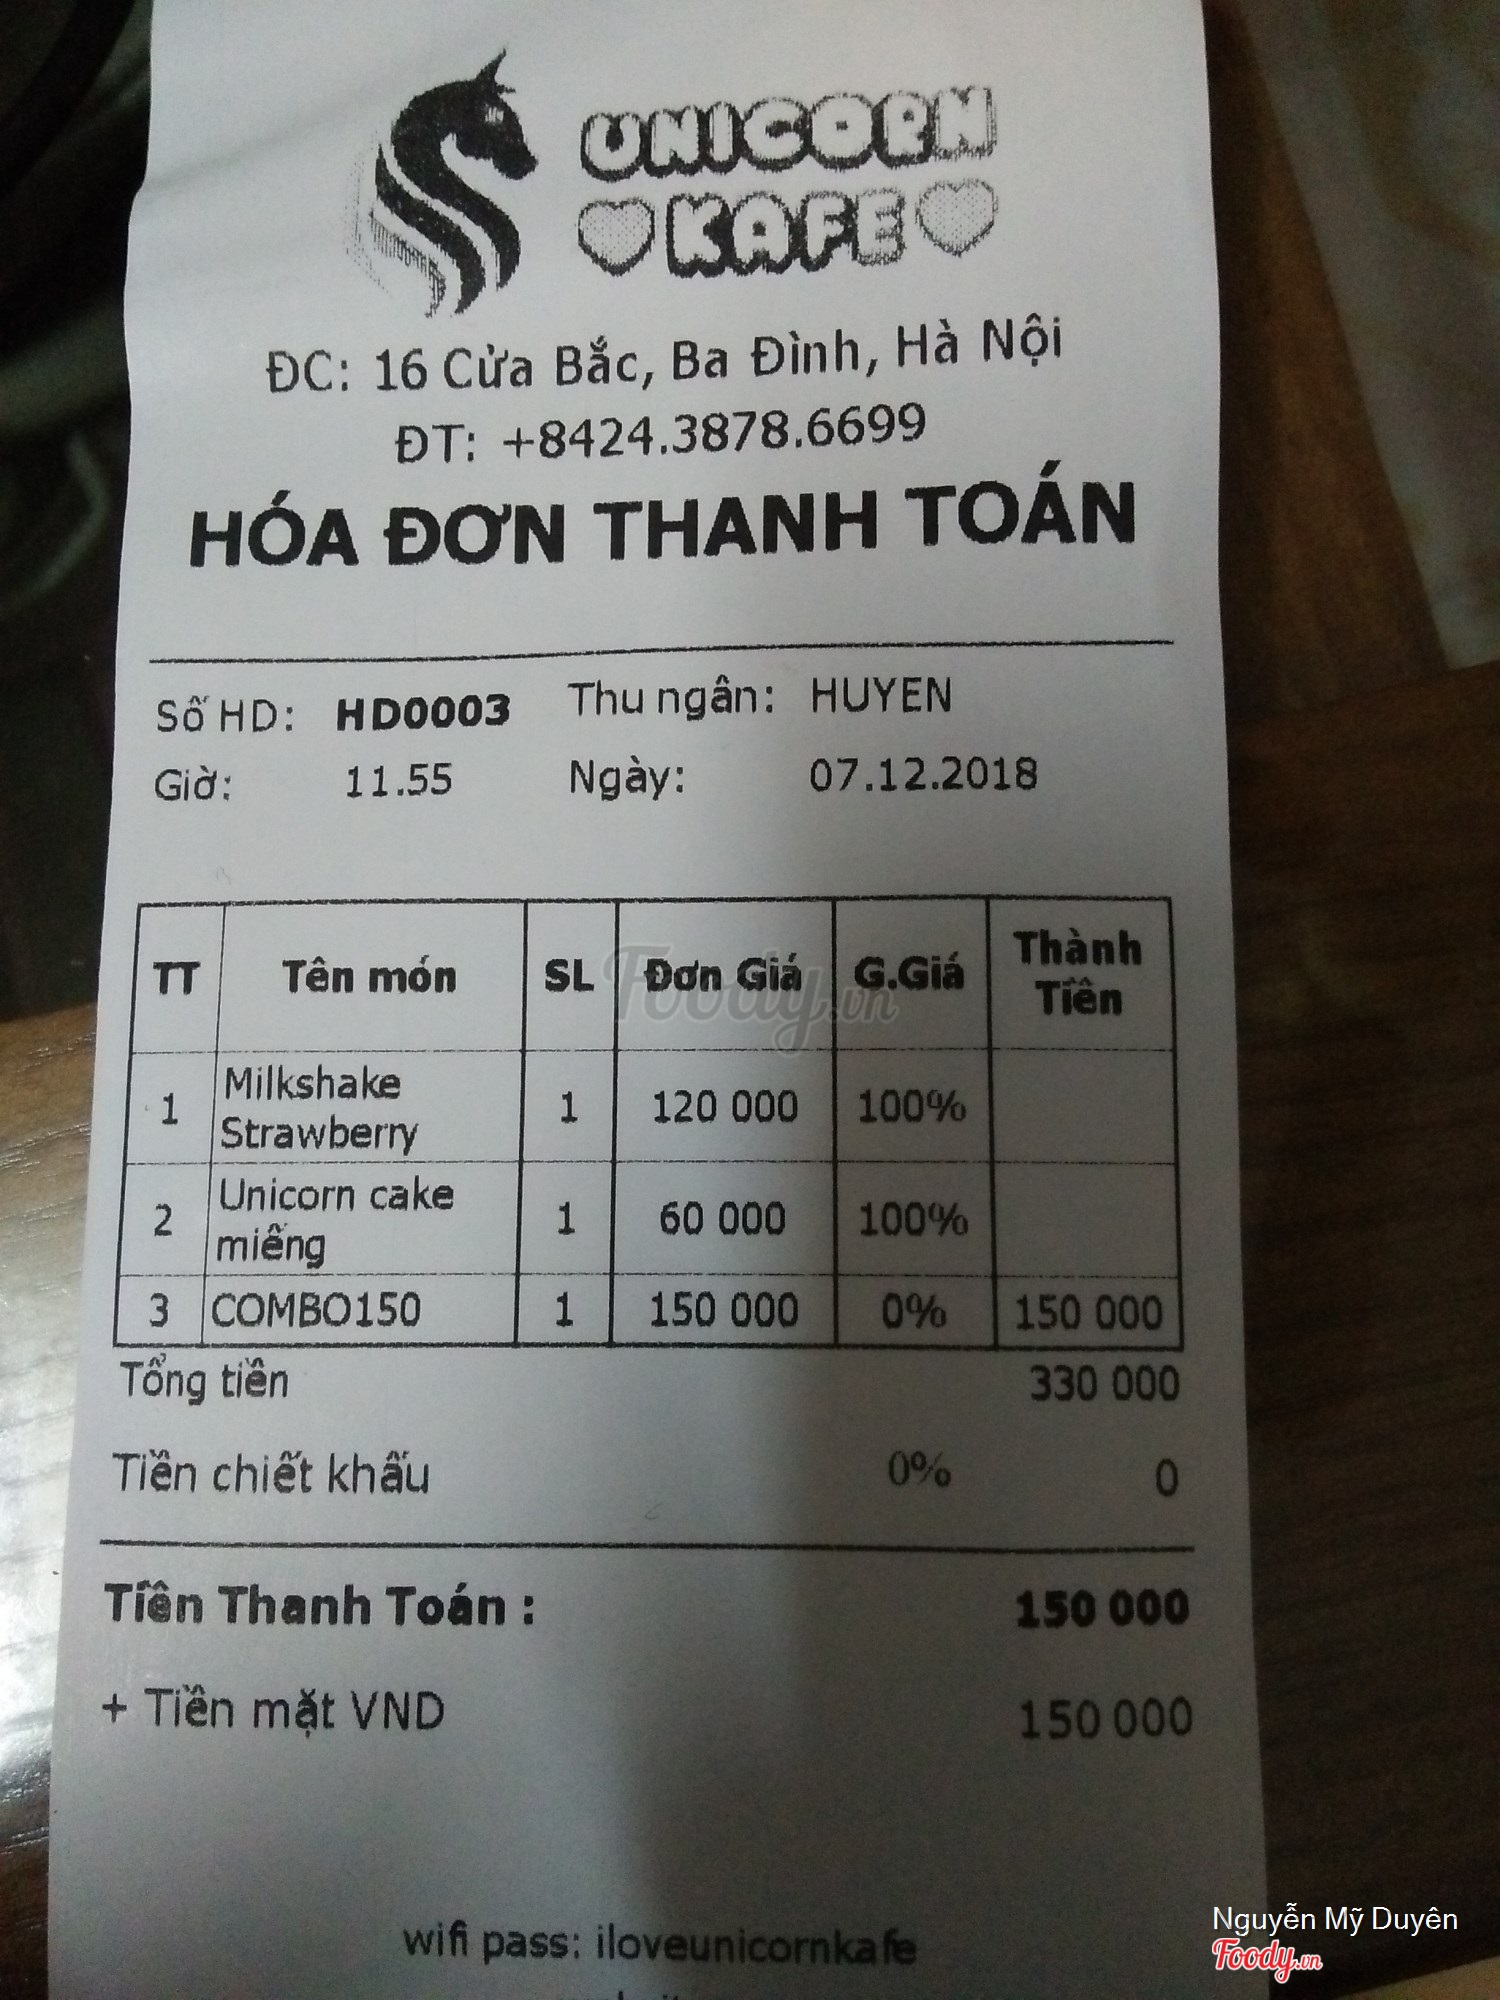 UNICORN
KAFE
ĐC: 16 Cửa Bắc, Ba Đình, Hà Nội
ĐT: +8424.3878.6699
HÓA ĐƠN THANH TOÁN
Số HD: HD0003 Thu ngân: HUYEN
Giờ: 11.55 Ngày: 07.12.2018
TT Tên món SL Đơn Giá G.Giá Thành Tiền
1 Milkshake Strawberry 1 120 000 100%
2 Unicorn cake miếng 1 60 000 100%
3 COMBO150 1 150 000 0% 150 000
Tổng tiền 330 000
Tiền chiết khấu 0% 0
Tiền Thanh Toán : 150 000
+ Tiền mặt VND 150 000
wifi pass: iloveunicornkafe
Foody.vn
Nguyễn Mỹ Duyên
Foody.vn